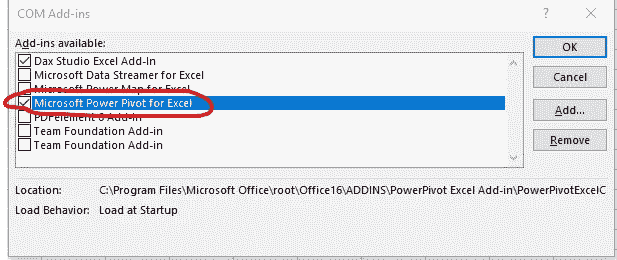 COM Add-ins ? X
Add-ins available:
Dax Studio Excel Add-In
Microsoft Data Streamer for Excel
Microsoft Power Map for Excel
Microsoft Power Pivot for Excel
PDFelement 6 Add-in
Team Foundation Add-in
Team Foundation Add-in
OK
Cancel
Add...
Remove
Location: C:\Program Files\Microsoft Office\root\Office16\ADDINS\PowerPivot Excel Add-in\PowerPivotExcelC
Load Behavior: Load at Startup